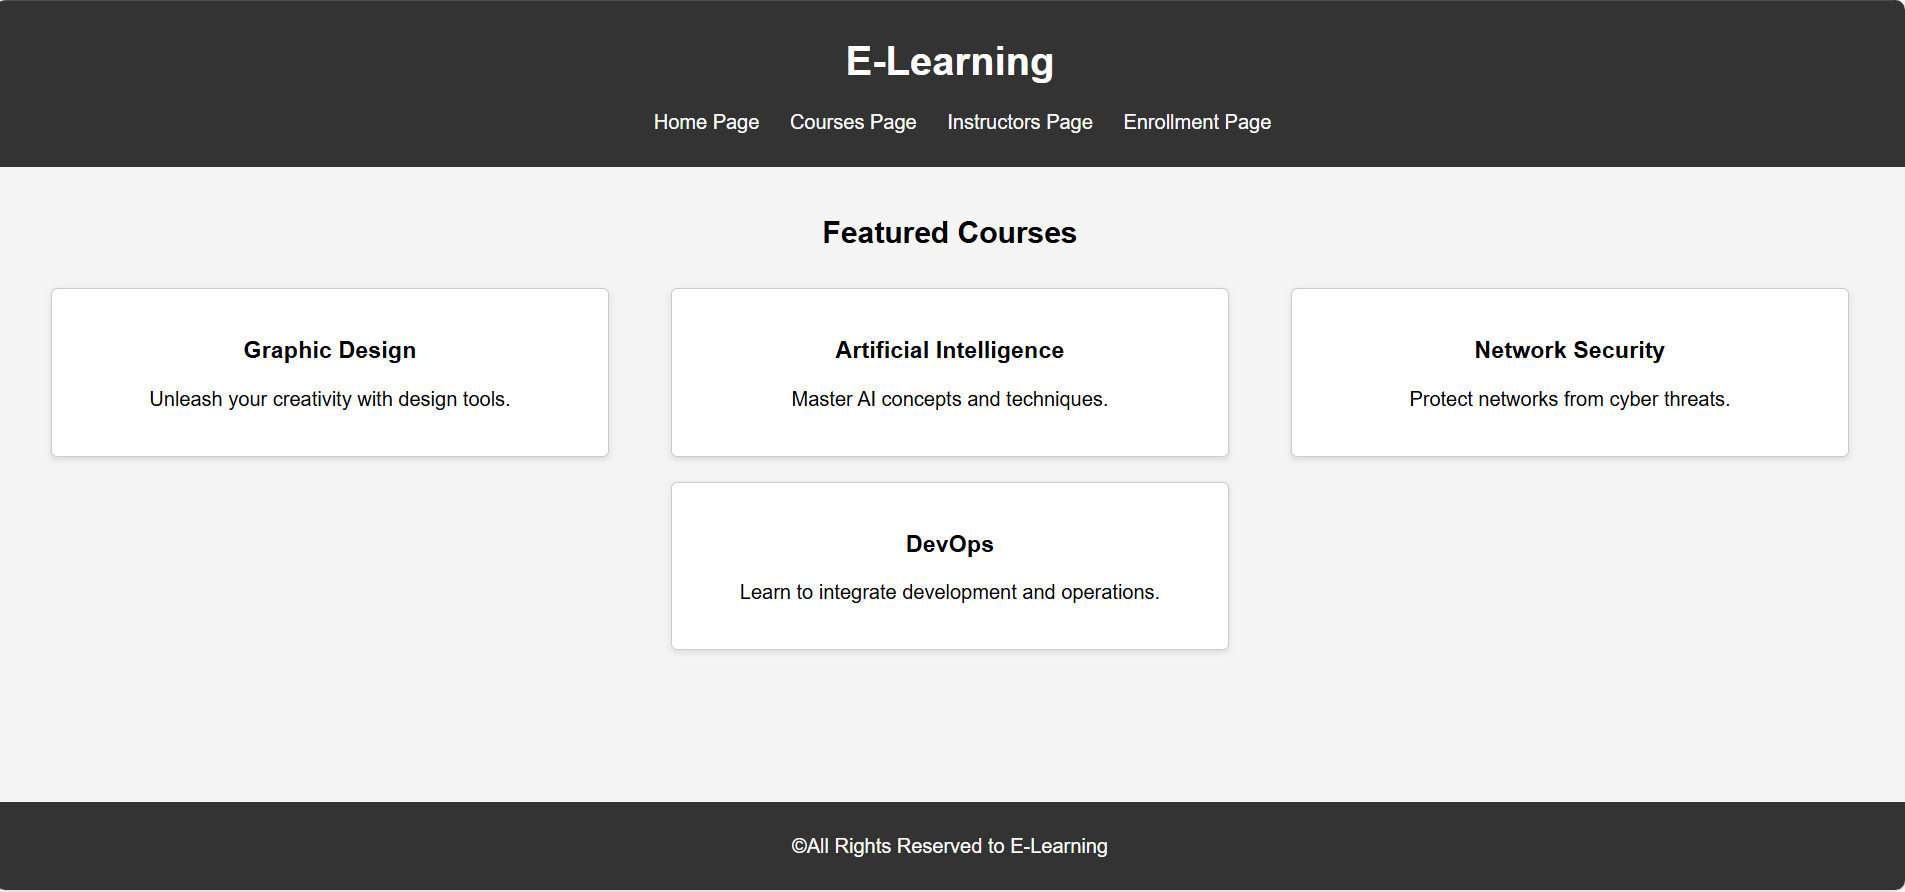 E-Learning
Home Page Courses Page Instructors Page Enrollment Page
Featured Courses
Graphic Design
Unleash your creativity with design tools.
Artificial Intelligence
Master AI concepts and techniques.
Network Security
Protect networks from cyber threats.
DevOps
Learn to integrate development and operations.
©All Rights Reserved to E-Learning